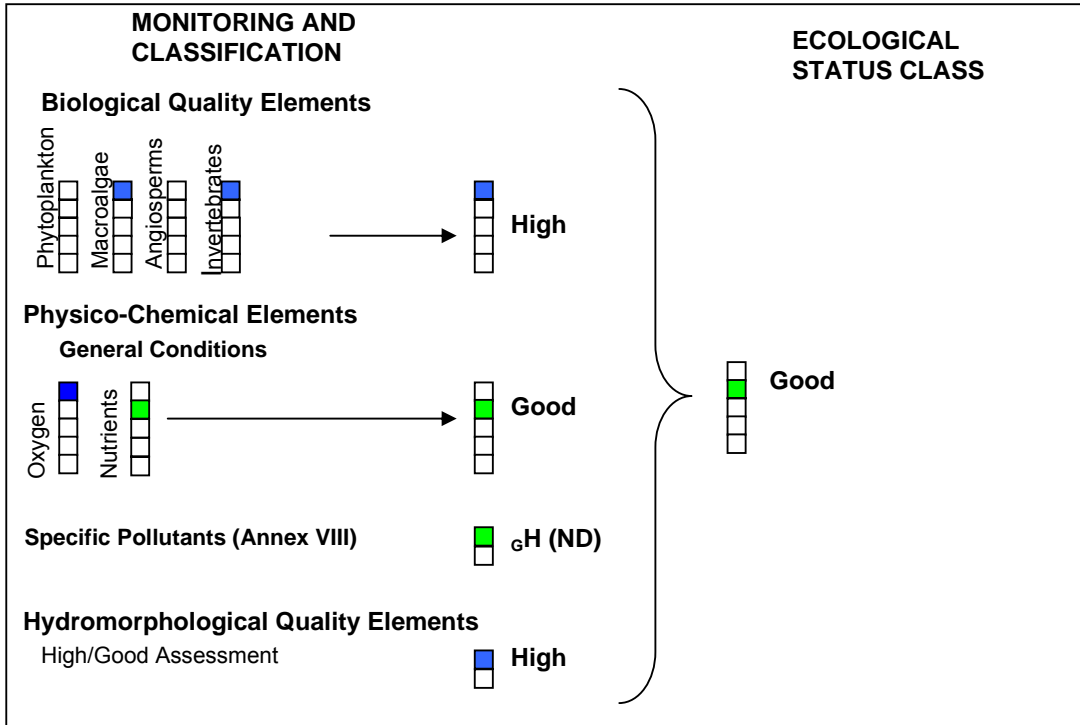 MONITORING AND
CLASSIFICATION
ECOLOGICAL
STATUS CLASS
Biological Quality Elements
Phytoplankton
Macroalgae
Angiosperms
Invertebrates
High
Physico-Chemical Elements
General Conditions
Oxygen
Nutrients
Good
Good
Specific Pollutants (Annex VIII)
GH (ND)
Hydromorphological Quality Elements
High/Good Assessment
High